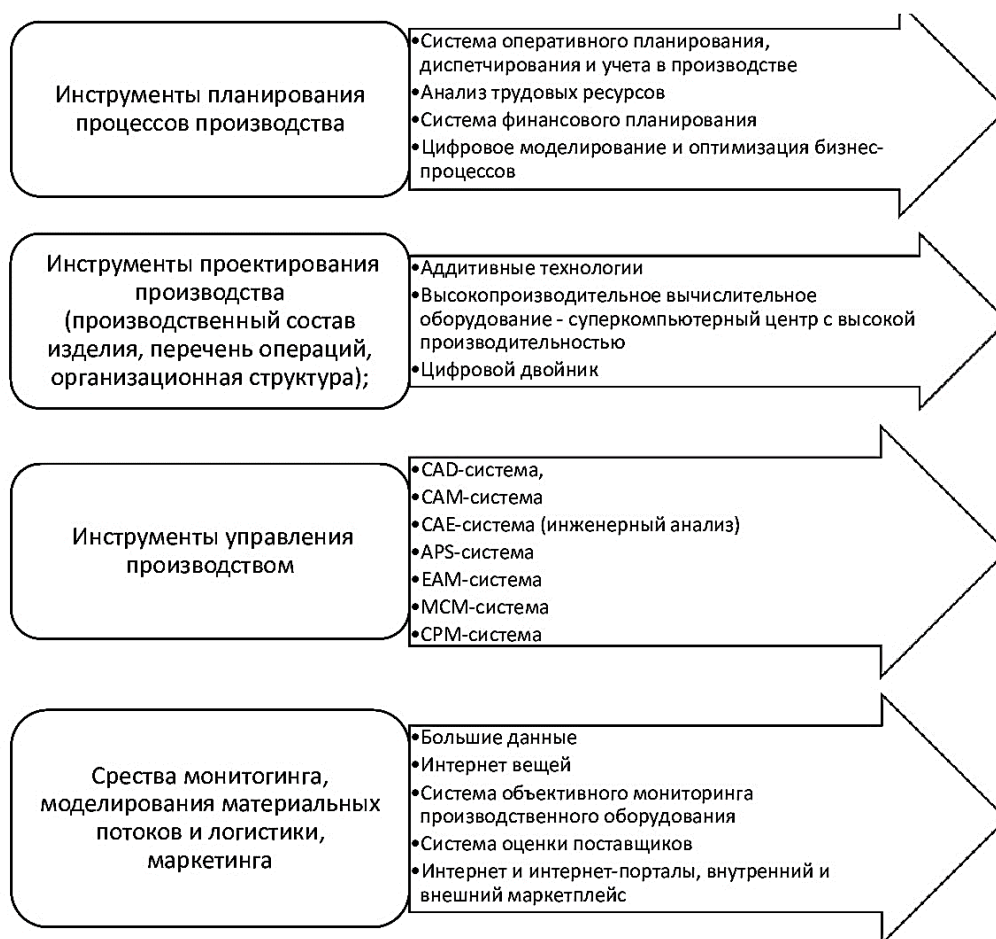 Инструменты планирования
процессов производства
•Система оперативного планирования,
диспетчирования и учета в производстве
•Анализ трудовых ресурсов
•Система финансового планирования
•Цифровое моделирование и оптимизация бизнес-
процессов
Инструменты проектирования
производства
(производственный состав
изделия, перечень операций,
организационная структура);
•Аддитивные технологии
•Высокопроизводительное вычислительное
оборудование - суперкомпьютерный центр с высокой
производительностью
•Цифровой двойник
Инструменты управления
производством
•CAD-система,
•CAM-система
•CAE-система (инженерный анализ)
•APS-система
•EAM-система
•MCM-система
•CPM-система
Срества монитогинга,
моделирования материальных
потоков и логистики,
маркетинга
•Большие данные
•Интернет вещей
•Система объективного мониторинга
производственного оборудования
•Система оценки поставщиков
•Интернет и интернет-порталы, внутренний и
внешний маркетплейс